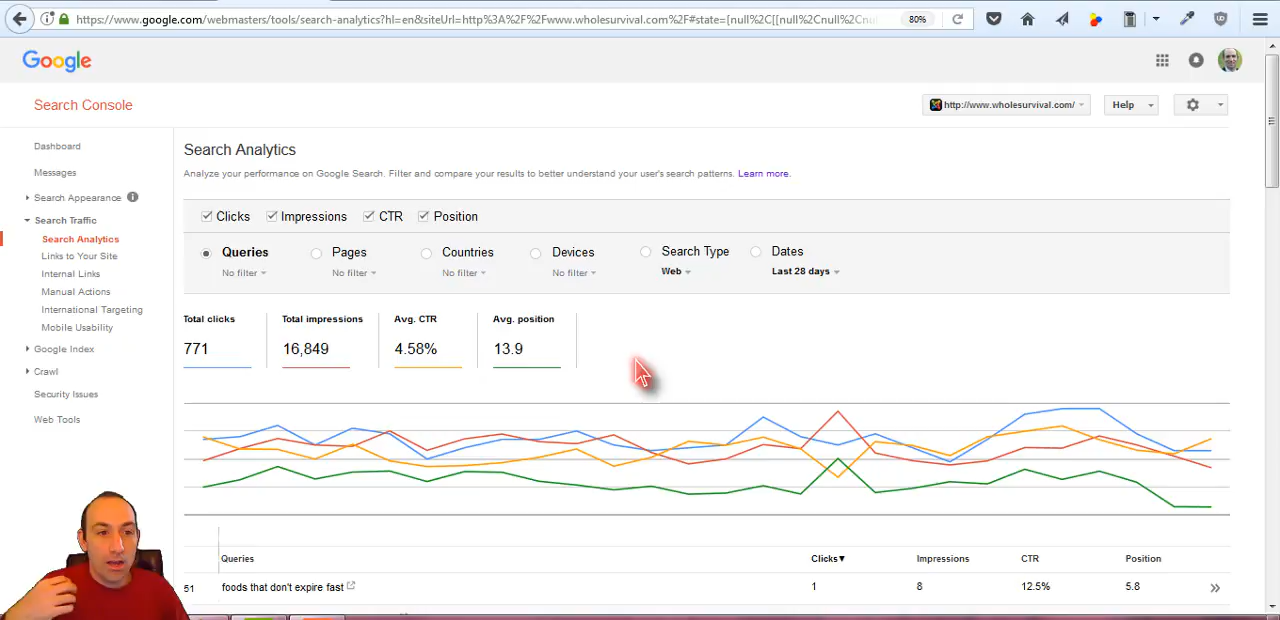 https://www.google.com/webmasters/tools/search-analytics?hl=en&siteUrl=http%3A%2F%2Fwww.wholesurvival.com%2F#state=[null%2C[[null%2Cnull%2Cnu
80%
Google
Search Console
http://www.wholesurvival.com/
Help
Dashboard
Messages
Search Appearance
Search Traffic
Search Analytics
Links to Your Site
Internal Links
Manual Actions
International Targeting
Mobile Usability
Google Index
Crawl
Security Issues
Web Tools
Search Analytics
Analyze your performance on Google Search. Filter and compare your results to better understand your user's search patterns. Learn more.
Clicks Impressions CTR Position
Queries Pages Countries Devices Search Type Dates
No filter No filter No filter No filter Web Last 28 days
Total clicks Total impressions Avg. CTR Avg. position
771 16,849 4.58% 13.9
Queries Clicks▼ Impressions CTR Position
51 foods that don't expire fast 1 8 12.5% 5.8 »